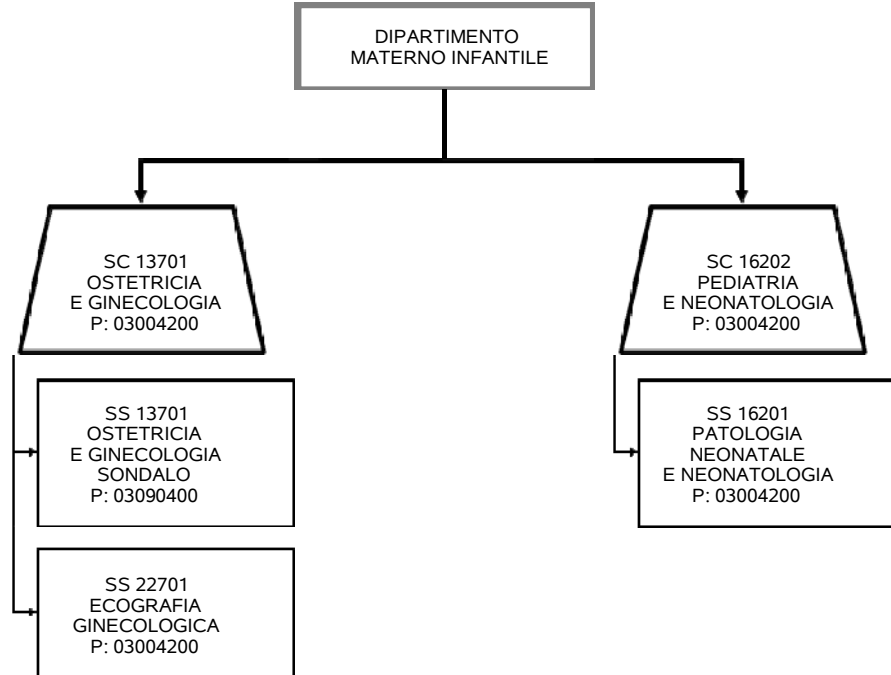 DIPARTIMENTO
MATERNO INFANTILE
SC 13701
OSTETRICIA
E GINECOLOGIA
P: 03004200
SC 16202
PEDIATRIA
E NEONATOLOGIA
P: 03004200
SS 13701
OSTETRICIA
E GINECOLOGIA
SONDALO
P: 03090400
SS 16201
PATOLOGIA
NEONATALE
E NEONATOLOGIA
P: 03004200
SS 22701
ECOGRAFIA
GINECOLOGICA
P: 03004200